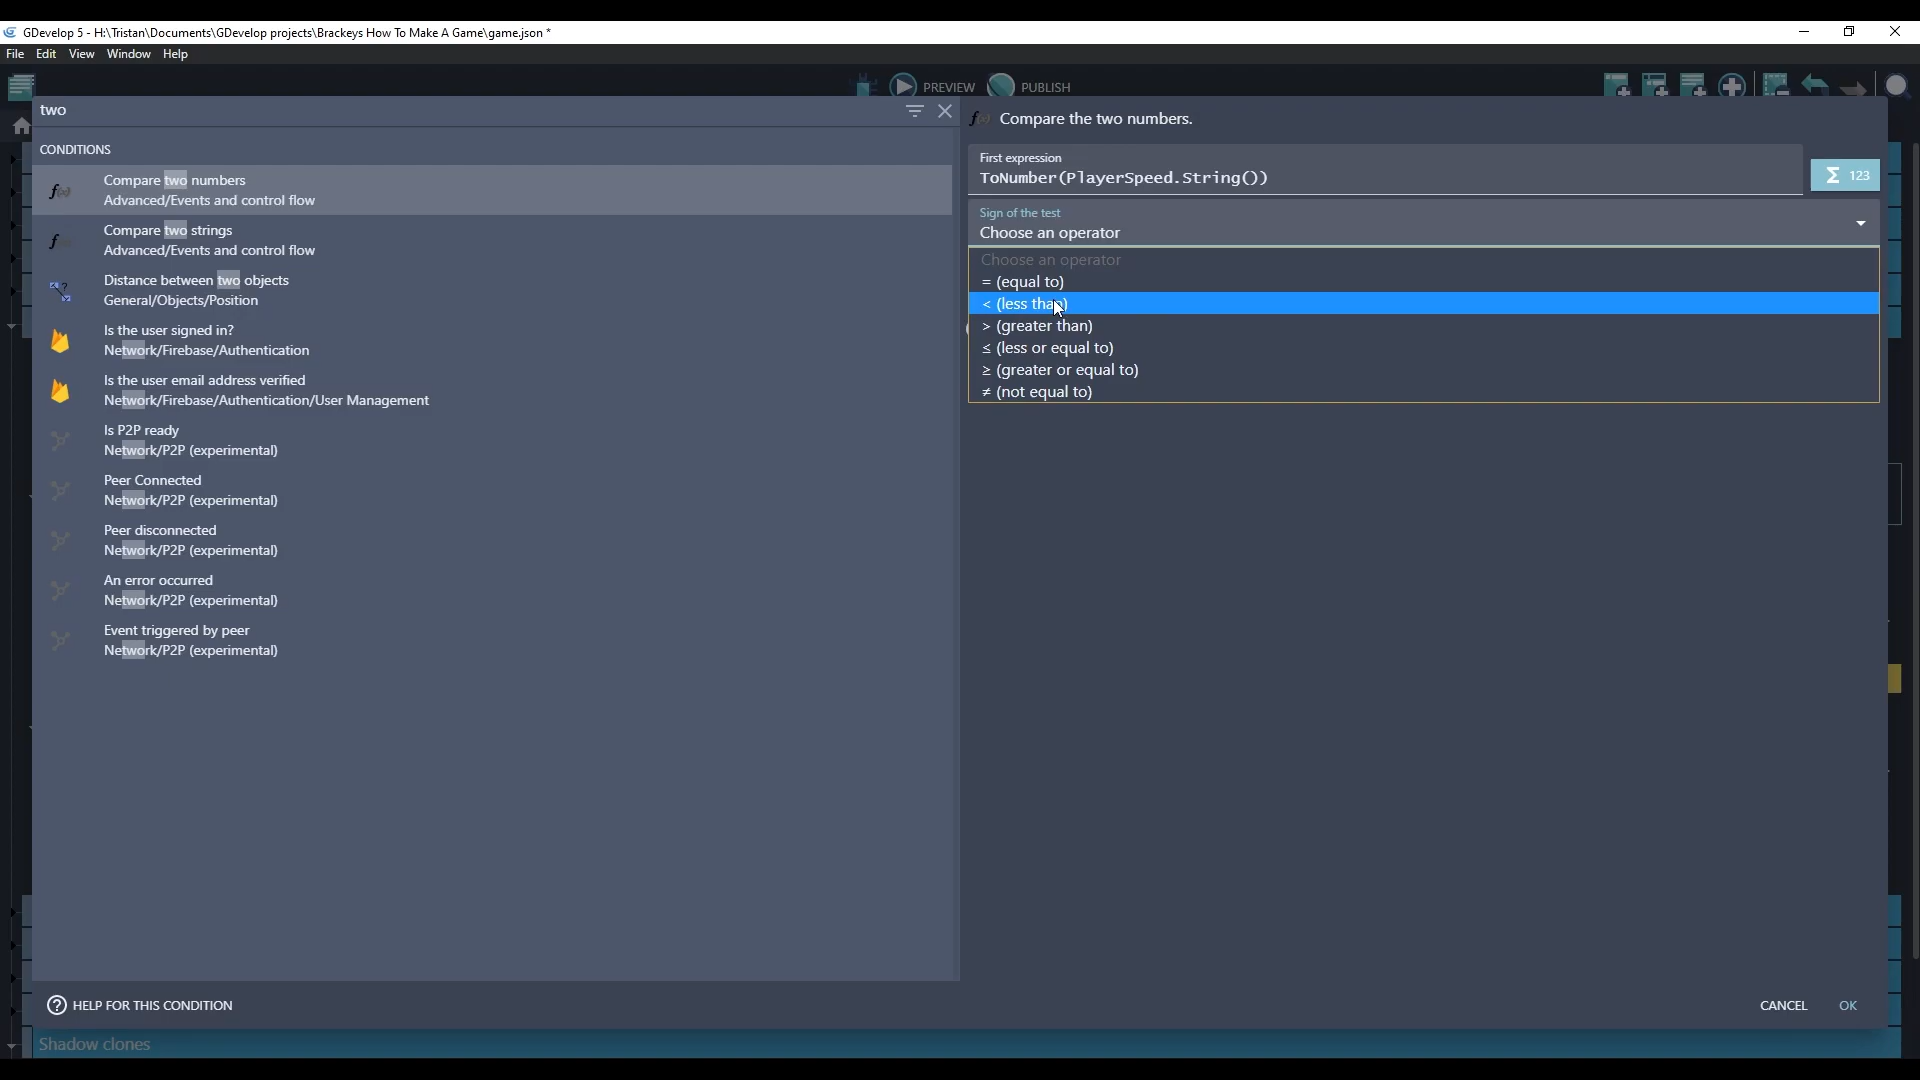 GDevelop 5 - H:\Tristan\Documents\GDevelop projects\Brackeys How To Make A Game\game.json *
File Edit View Window Help
PREVIEW PUBLISH
two
CONDITIONS
Compare two numbers
Advanced/Events and control flow
Compare two strings
Advanced/Events and control flow
Distance between two objects
General/Objects/Position
Is the user signed in?
Network/Firebase/Authentication
Is the user email address verified
Network/Firebase/Authentication/User Management
Is P2P ready
Network/P2P (experimental)
Peer Connected
Network/P2P (experimental)
Peer disconnected
Network/P2P (experimental)
An error occurred
Network/P2P (experimental)
Event triggered by peer
Network/P2P (experimental)
HELP FOR THIS CONDITION
f(x) Compare the two numbers.
First expression
ToNumber(PlayerSpeed.String())
Σ 123
Sign of the test
Choose an operator
Choose an operator
= (equal to)
< (less than)
> (greater than)
≤ (less or equal to)
≥ (greater or equal to)
≠ (not equal to)
CANCEL OK
Shadow clones